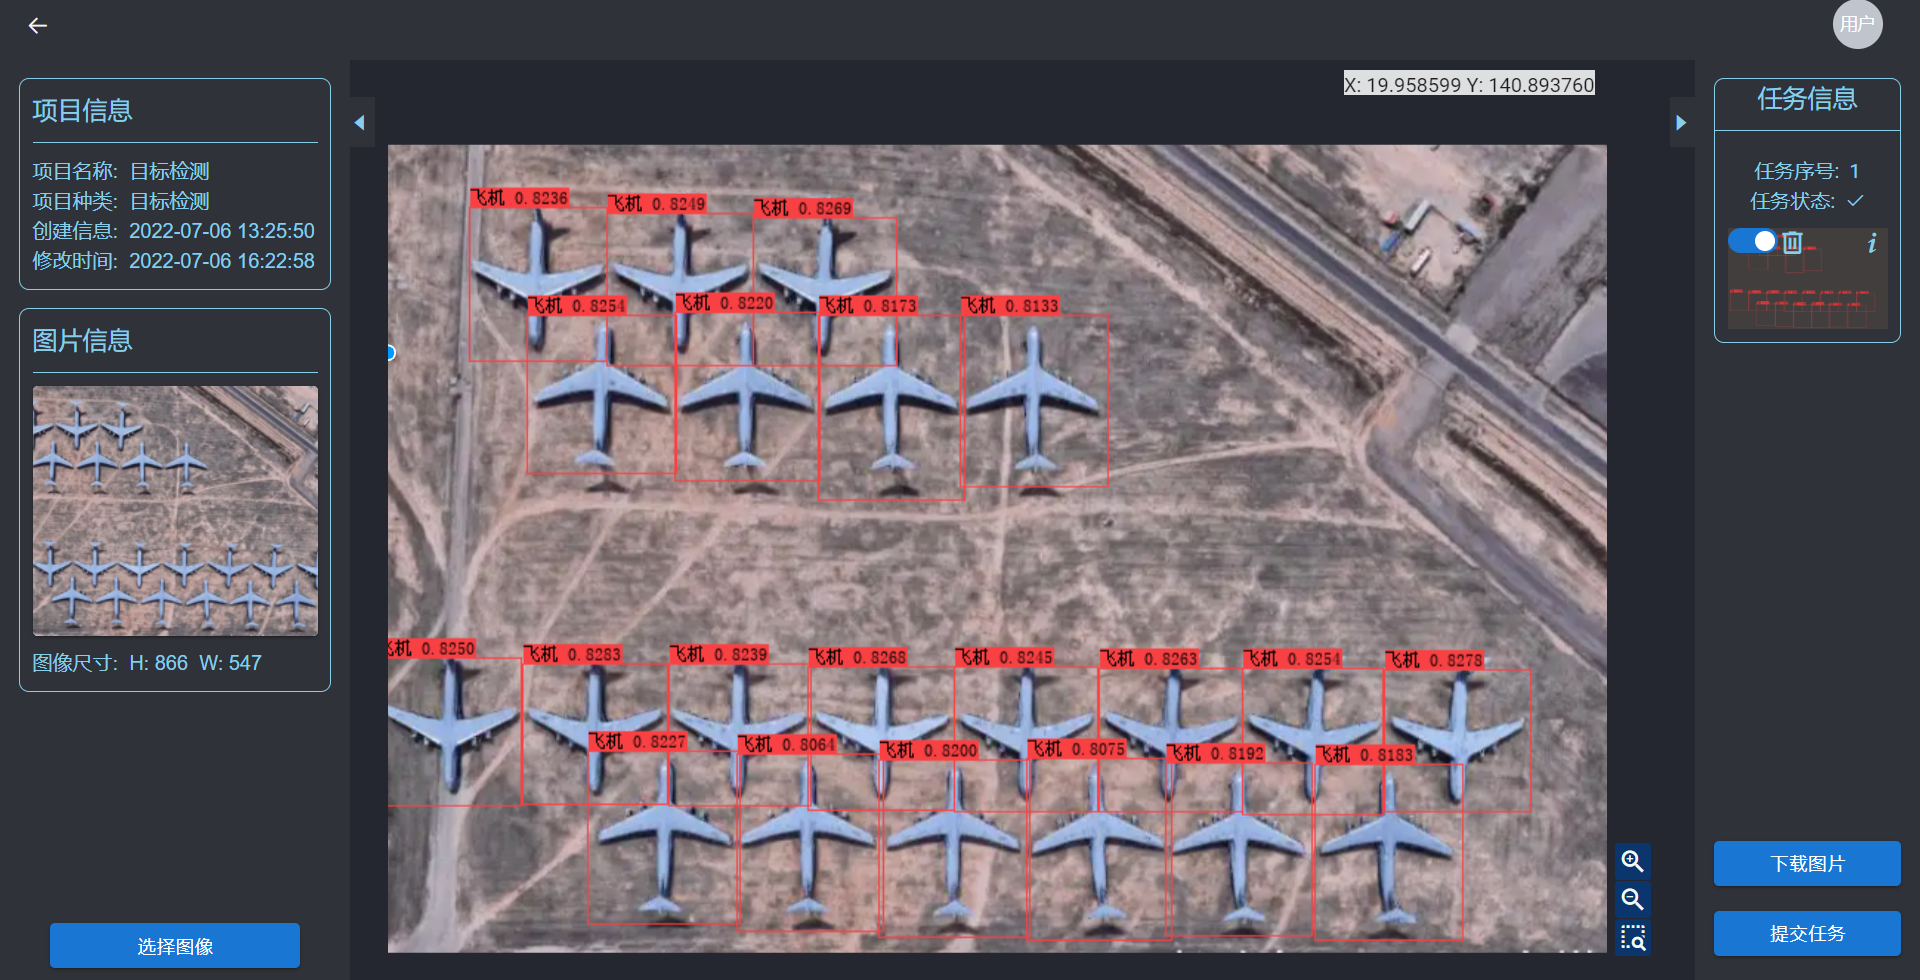 用户
X: 19.958599 Y: 140.893760
项目信息
项目名称: 目标检测
项目种类: 目标检测
创建信息: 2022-07-06 13:25:50
修改时间: 2022-07-06 16:22:58
图片信息
图像尺寸: H: 866 W: 547
选择图像
飞机 0.8236
飞机 0.8249
飞机 0.8269
飞机 0.8254
飞机 0.8220
飞机 0.8173
飞机 0.8133
飞机 0.8250
飞机 0.8283
飞机 0.8239
飞机 0.8268
飞机 0.8245
飞机 0.8263
飞机 0.8254
飞机 0.8278
飞机 0.8227
飞机 0.8064
飞机 0.8200
飞机 0.8075
飞机 0.8192
飞机 0.8183
任务信息
任务序号: 1
任务状态: ✓
i
下载图片
提交任务